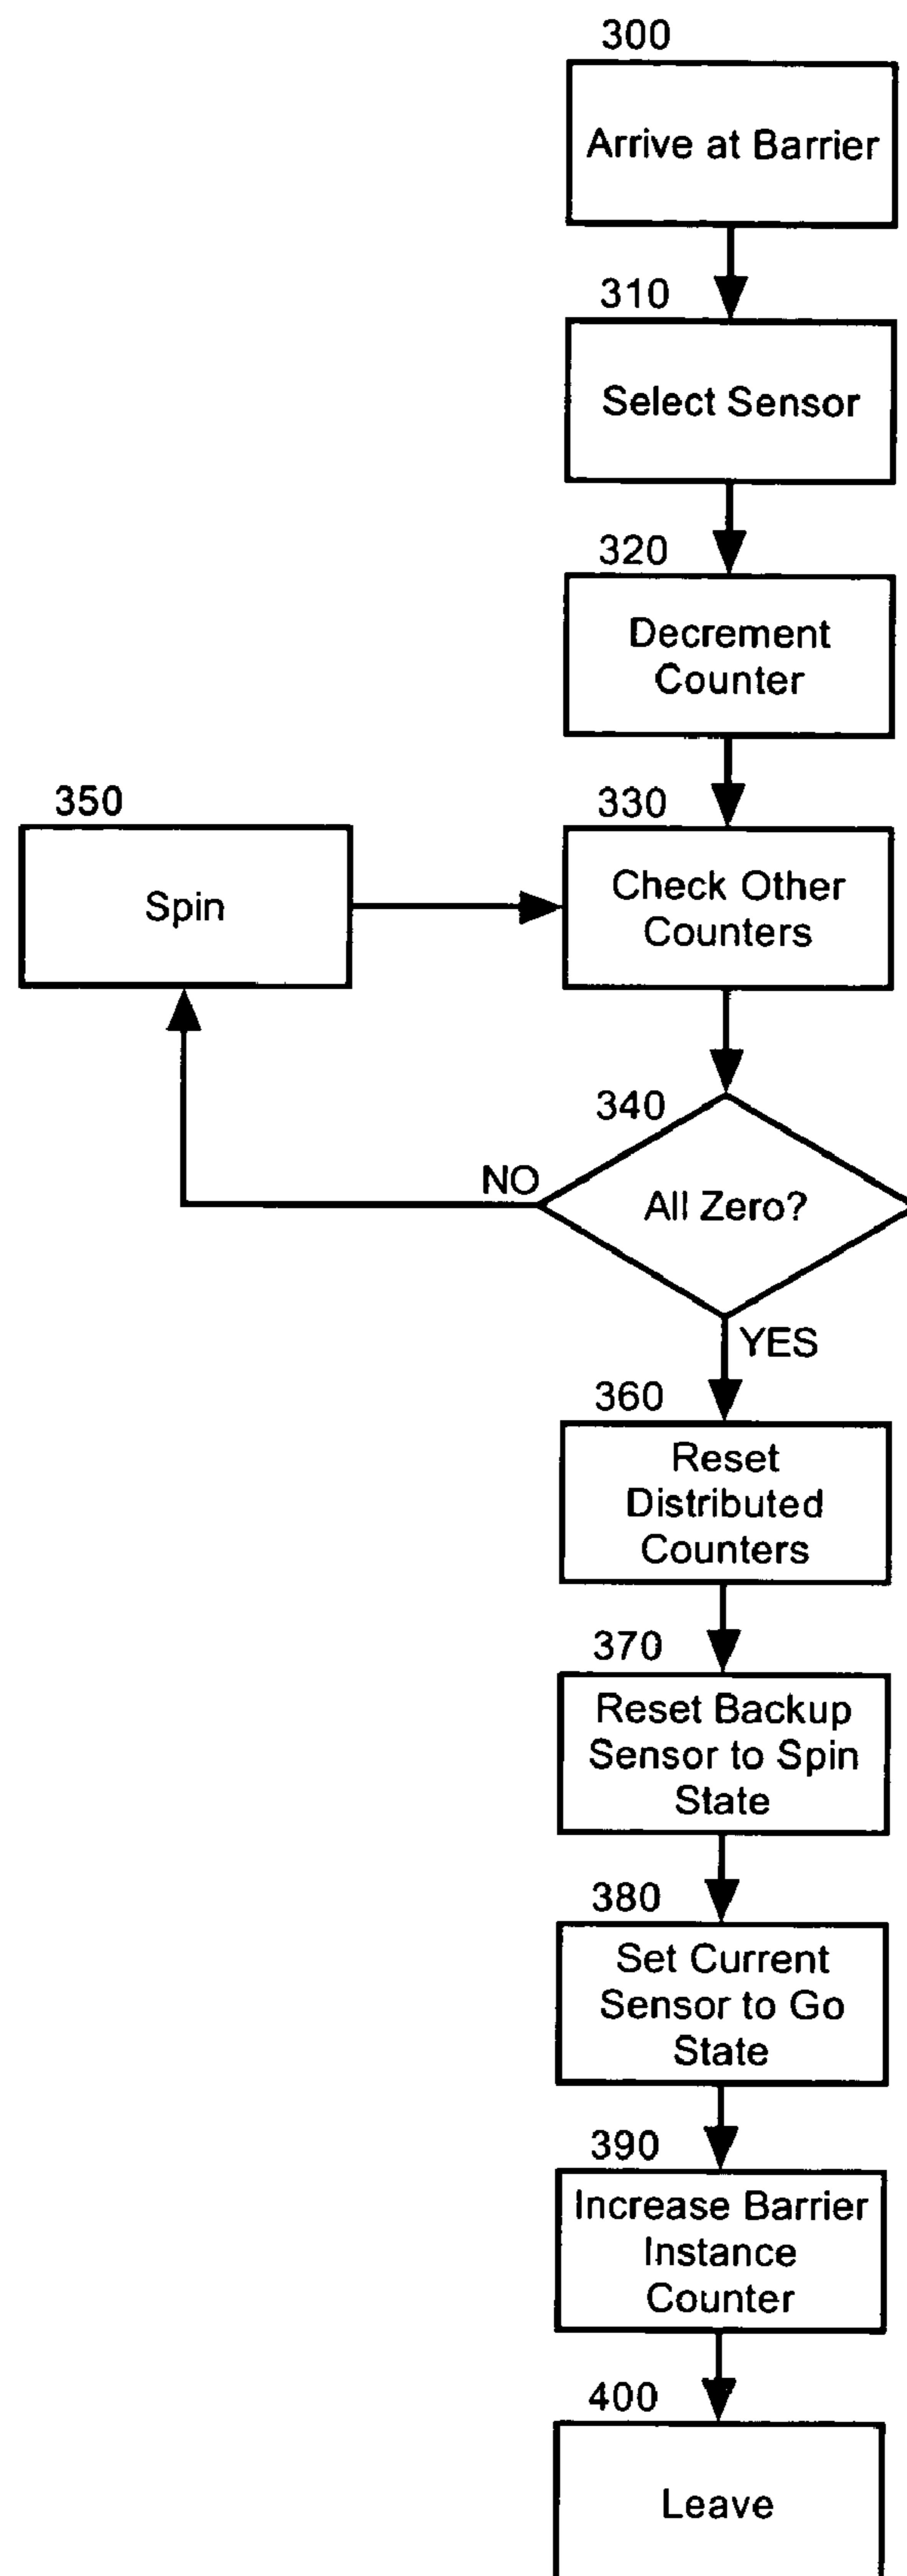 300
Arrive at Barrier
310
Select Sensor
320
Decrement
Counter
350
Spin
330
Check Other
Counters
340
All Zero?
NO
YES
360
Reset
Distributed
Counters
370
Reset Backup
Sensor to Spin
State
380
Set Current
Sensor to Go
State
390
Increase Barrier
Instance
Counter
400
Leave